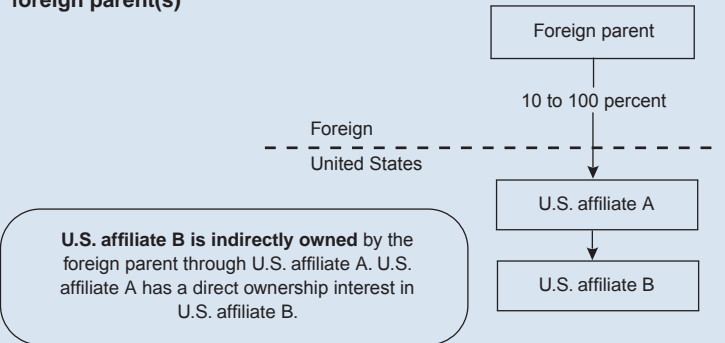 foreign parent(s)
Foreign parent
10 to 100 percent
Foreign
United States
U.S. affiliate A
U.S. affiliate B is indirectly owned by the
foreign parent through U.S. affiliate A. U.S.
affiliate A has a direct ownership interest in
U.S. affiliate B.
U.S. affiliate B